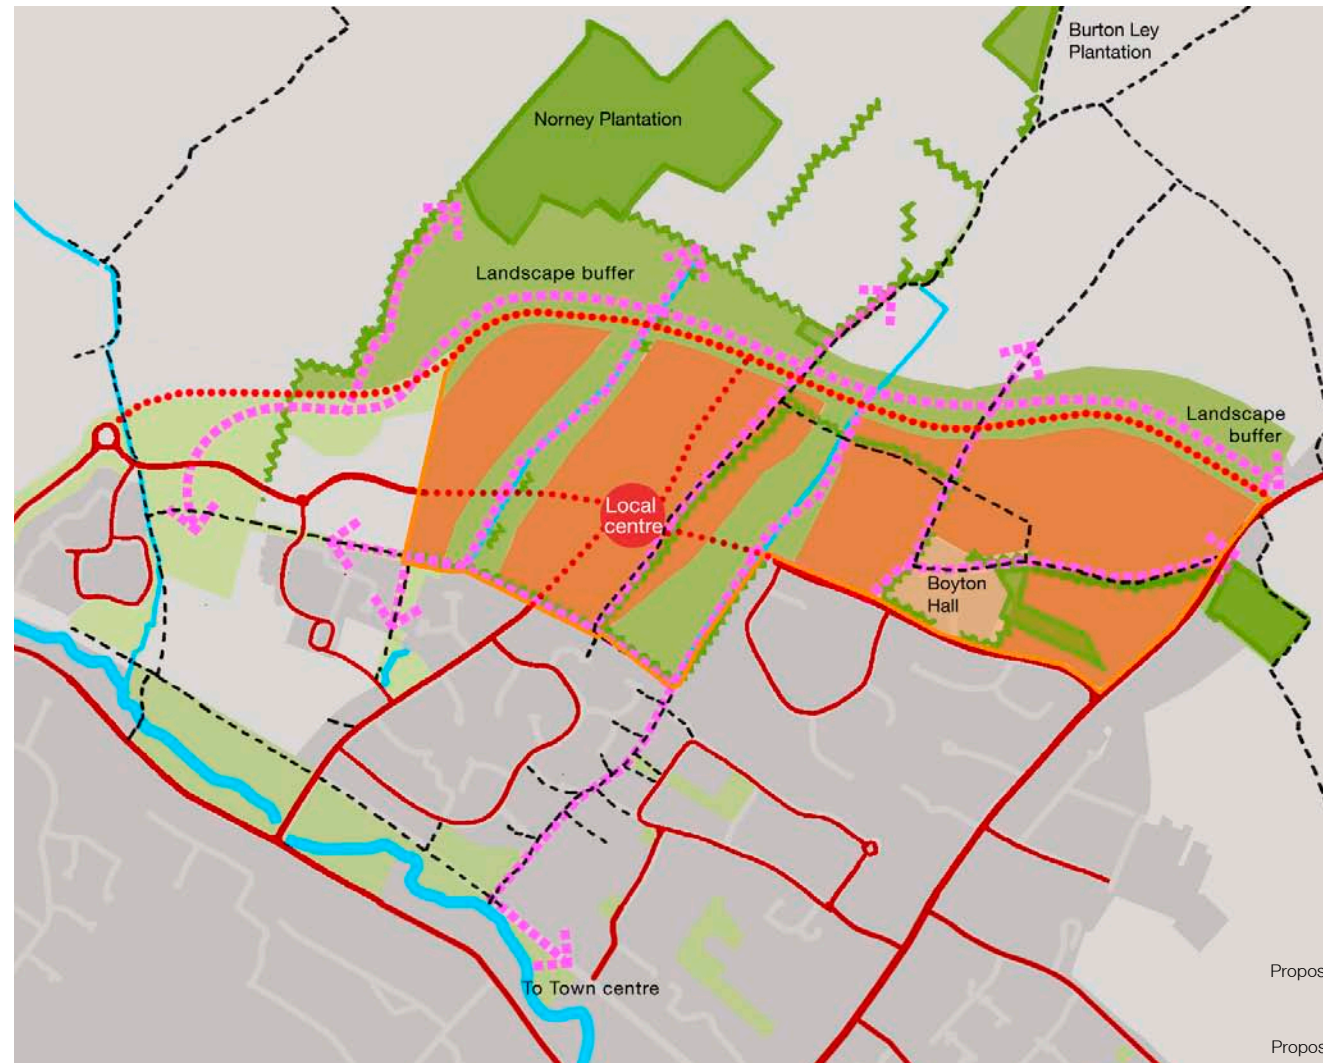 Burton Ley
Plantation
Norney Plantation
Landscape buffer
Landscape
buffer
Local
centre
Boyton
Hall
To Town centre
Propos
Propos